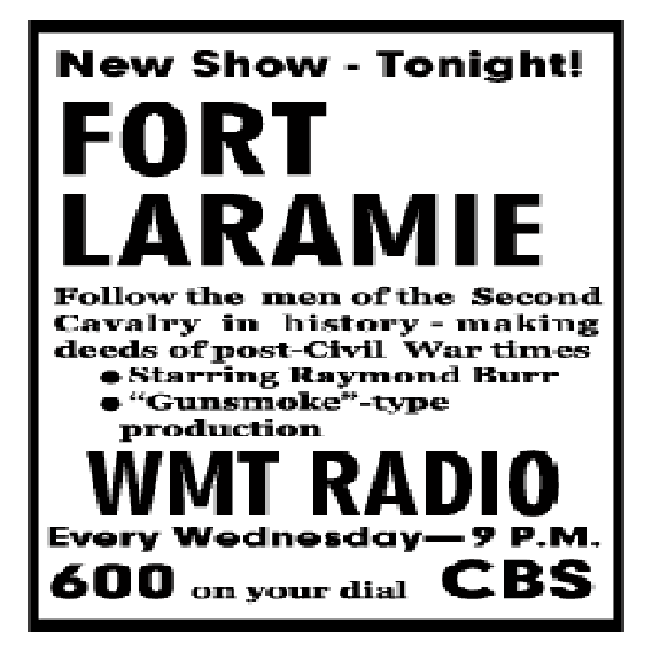 New Show - Tonight!
FORT
LARAMIE
Follow the men of the Second
Cavalry in history - making
deeds of post-Civil War times
● Starring Raymond Burr
● "Gunsmoke"-type
production
WMT RADIO
Every Wednesday—9 P.M.
600 on your dial CBS